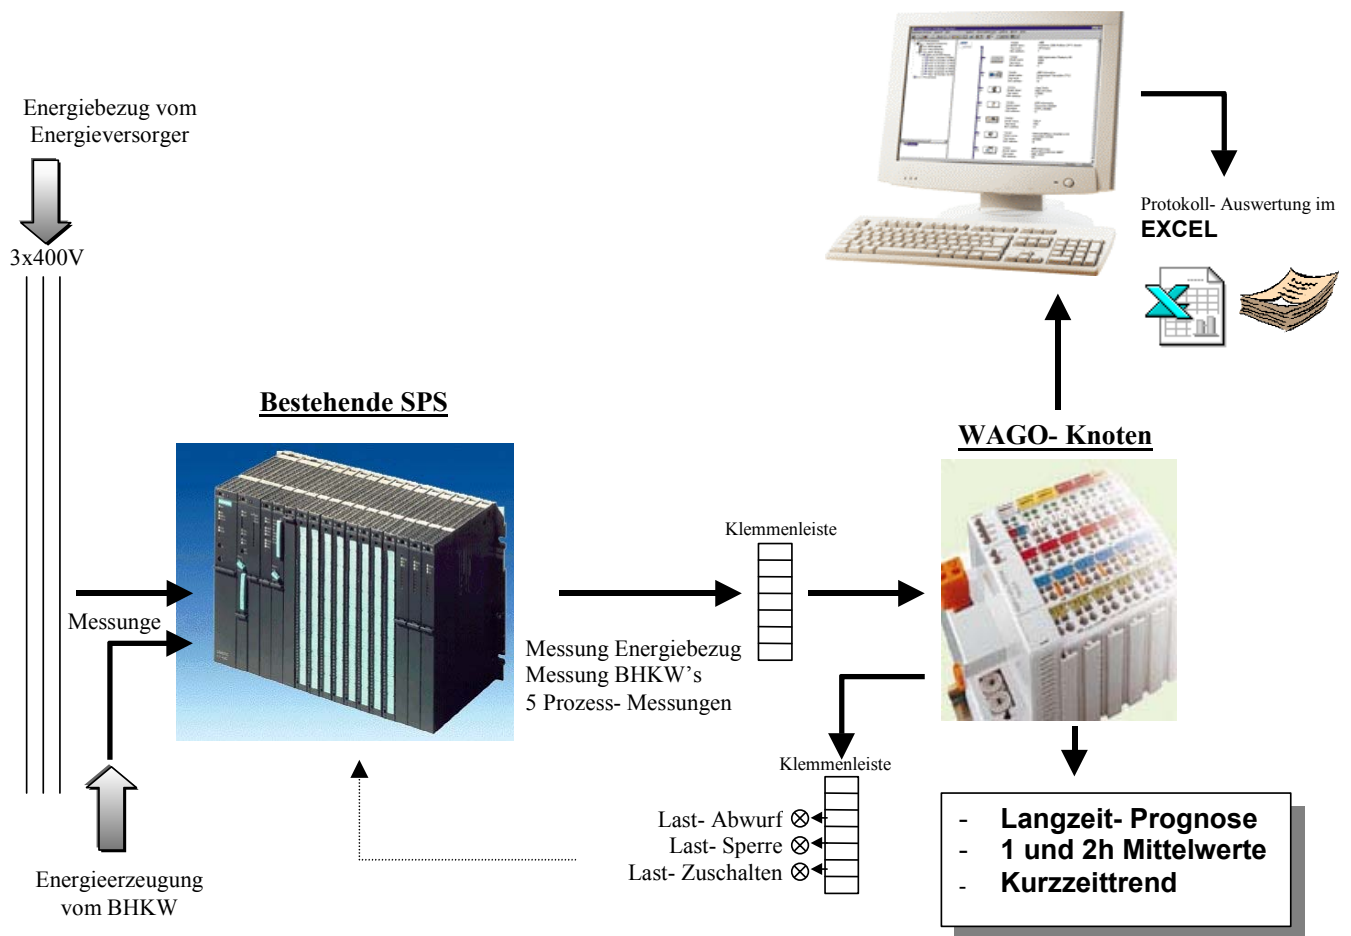 Energiebezug vom
Energieversorger
3x400V
Protokoll- Auswertung im
EXCEL
Bestehende SPS
WAGO- Knoten
Klemmenleiste
Messunge
Messung Energiebezug
Messung BHKW's
5 Prozess- Messungen
Klemmenleiste
Last- Abwurf
Last- Sperre
Last- Zuschalten
- Langzeit- Prognose
- 1 und 2h Mittelwerte
- Kurzzeittrend
Energieerzeugung
vom BHKW